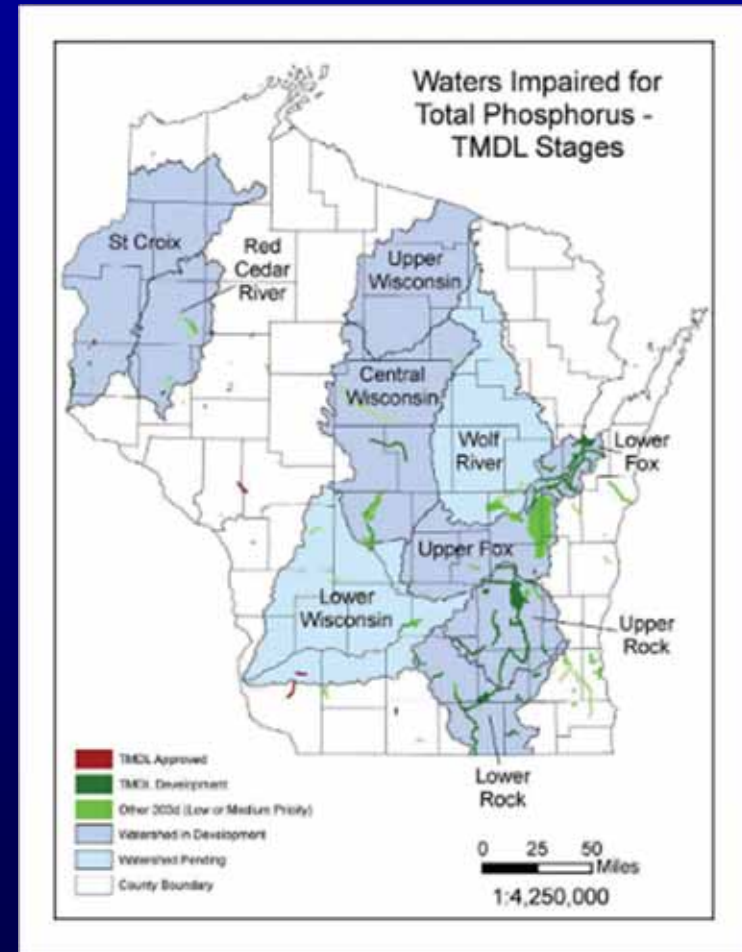 Waters Impaired for
Total Phosphorus -
TMDL Stages
St Croix
Red
Cedar
River
Upper
Wisconsin
Central
Wisconsin
Wolf
River
Lower
Fox
Upper Fox
Lower
Wisconsin
Upper
Rock
Lower
Rock
TMDL Approved
TMDL Development
Other 303d (Low or Medium Priority)
Watershed in Development
Watershed Pending
County Boundary
0 25 50
Miles
1:4,250,000